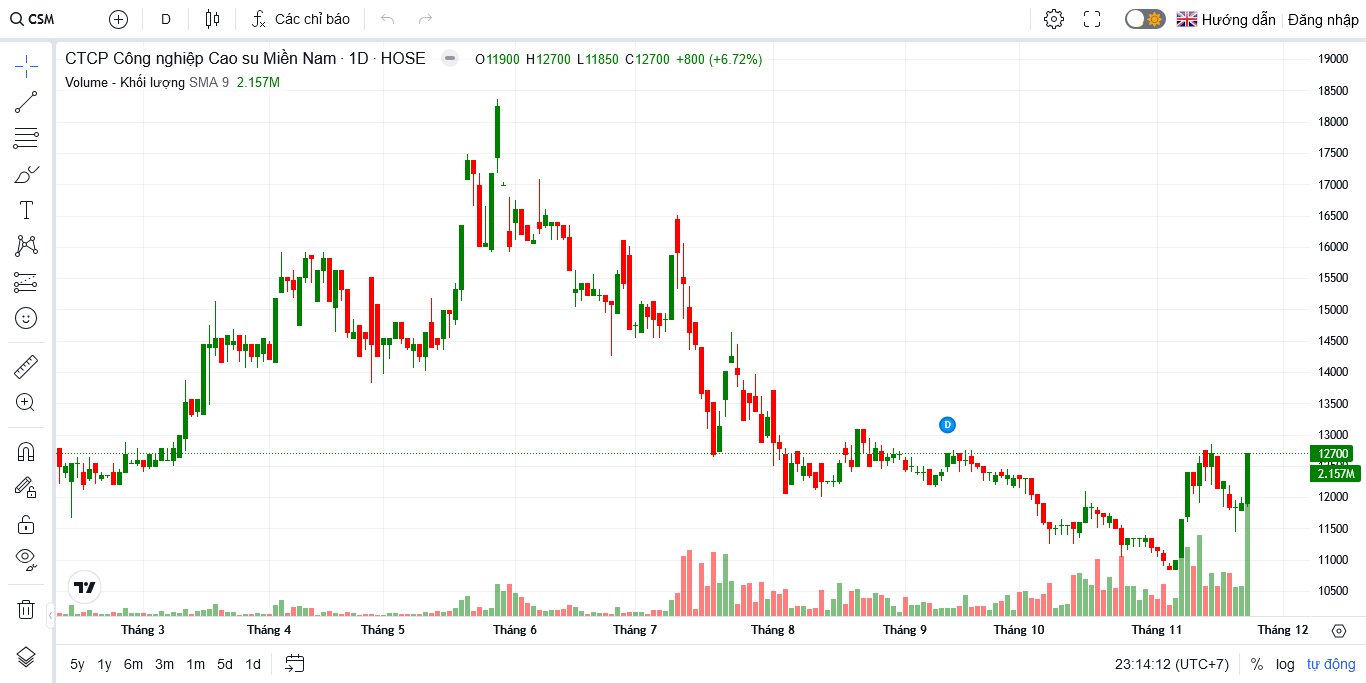 CSM D Các chỉ báo Hướng dẫn Đăng nhập
CTCP Công nghiệp Cao su Miền Nam · 1D · HOSE O11900 H12700 L11850 C12700 +800 (+6.72%)
Volume - Khối lượng SMA 9 2.157M
19000
18500
18000
17500
17000
16500
16000
15500
15000
14500
14000
13500
13000
12700
2.157M
12000
11500
11000
10500
D
Tháng 3 Tháng 4 Tháng 5 Tháng 6 Tháng 7 Tháng 8 Tháng 9 Tháng 10 Tháng 11 Tháng 12
5y 1y 6m 3m 1m 5d 1d 23:14:12 (UTC+7) % log tự động